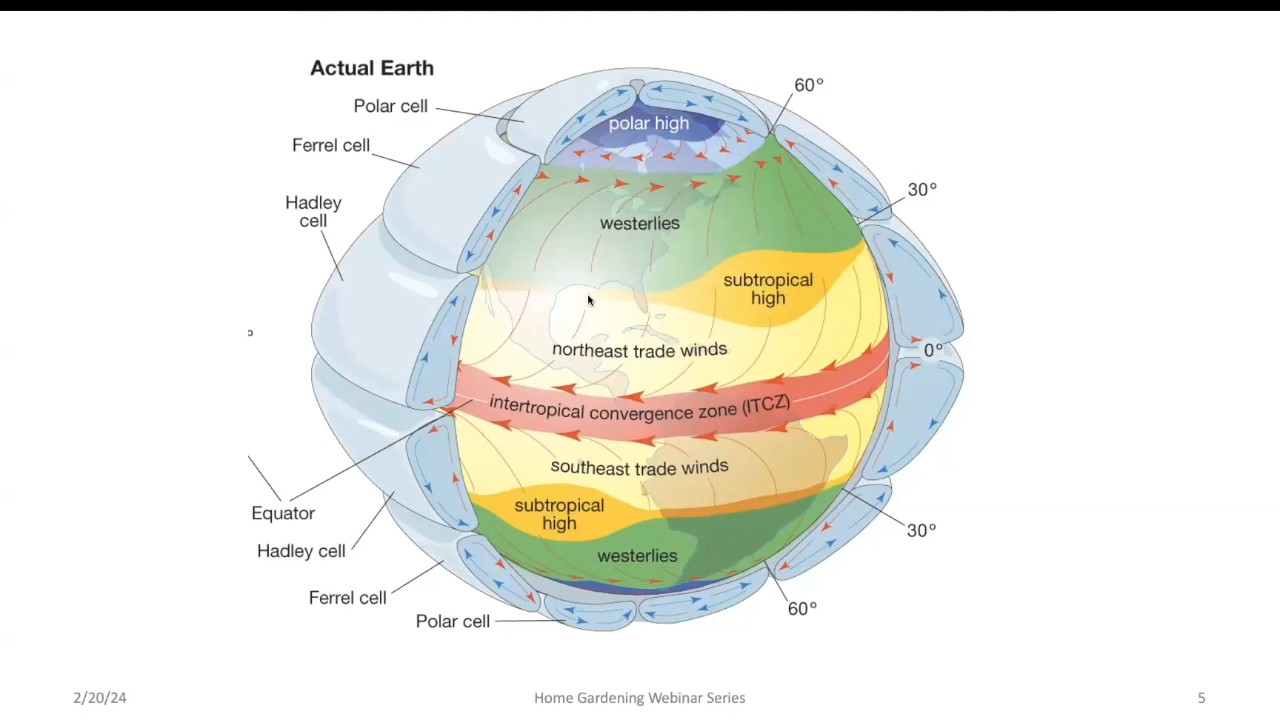 Actual Earth
Polar cell
60°
polar high
Ferrel cell
30°
Hadley
cell
westerlies
subtropical
high
northeast trade winds
0°
intertropical convergence zone (ITCZ)
southeast trade winds
subtropical
high
Equator
30°
Hadley cell
westerlies
Ferrel cell
60°
Polar cell
2/20/24
Home Gardening Webinar Series
5